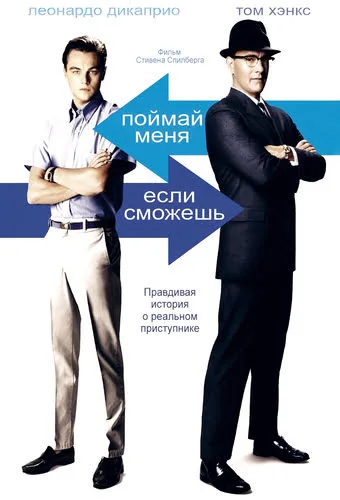 ЛЕОНАРДО ДИКАПРИО ТОМ ХЭНКС
Фильм
Стивена Спилберга
ПОЙМАЙ
МЕНЯ
ЕСЛИ
СМОЖЕШЬ
Правдивая
история
о реальном
приступнике